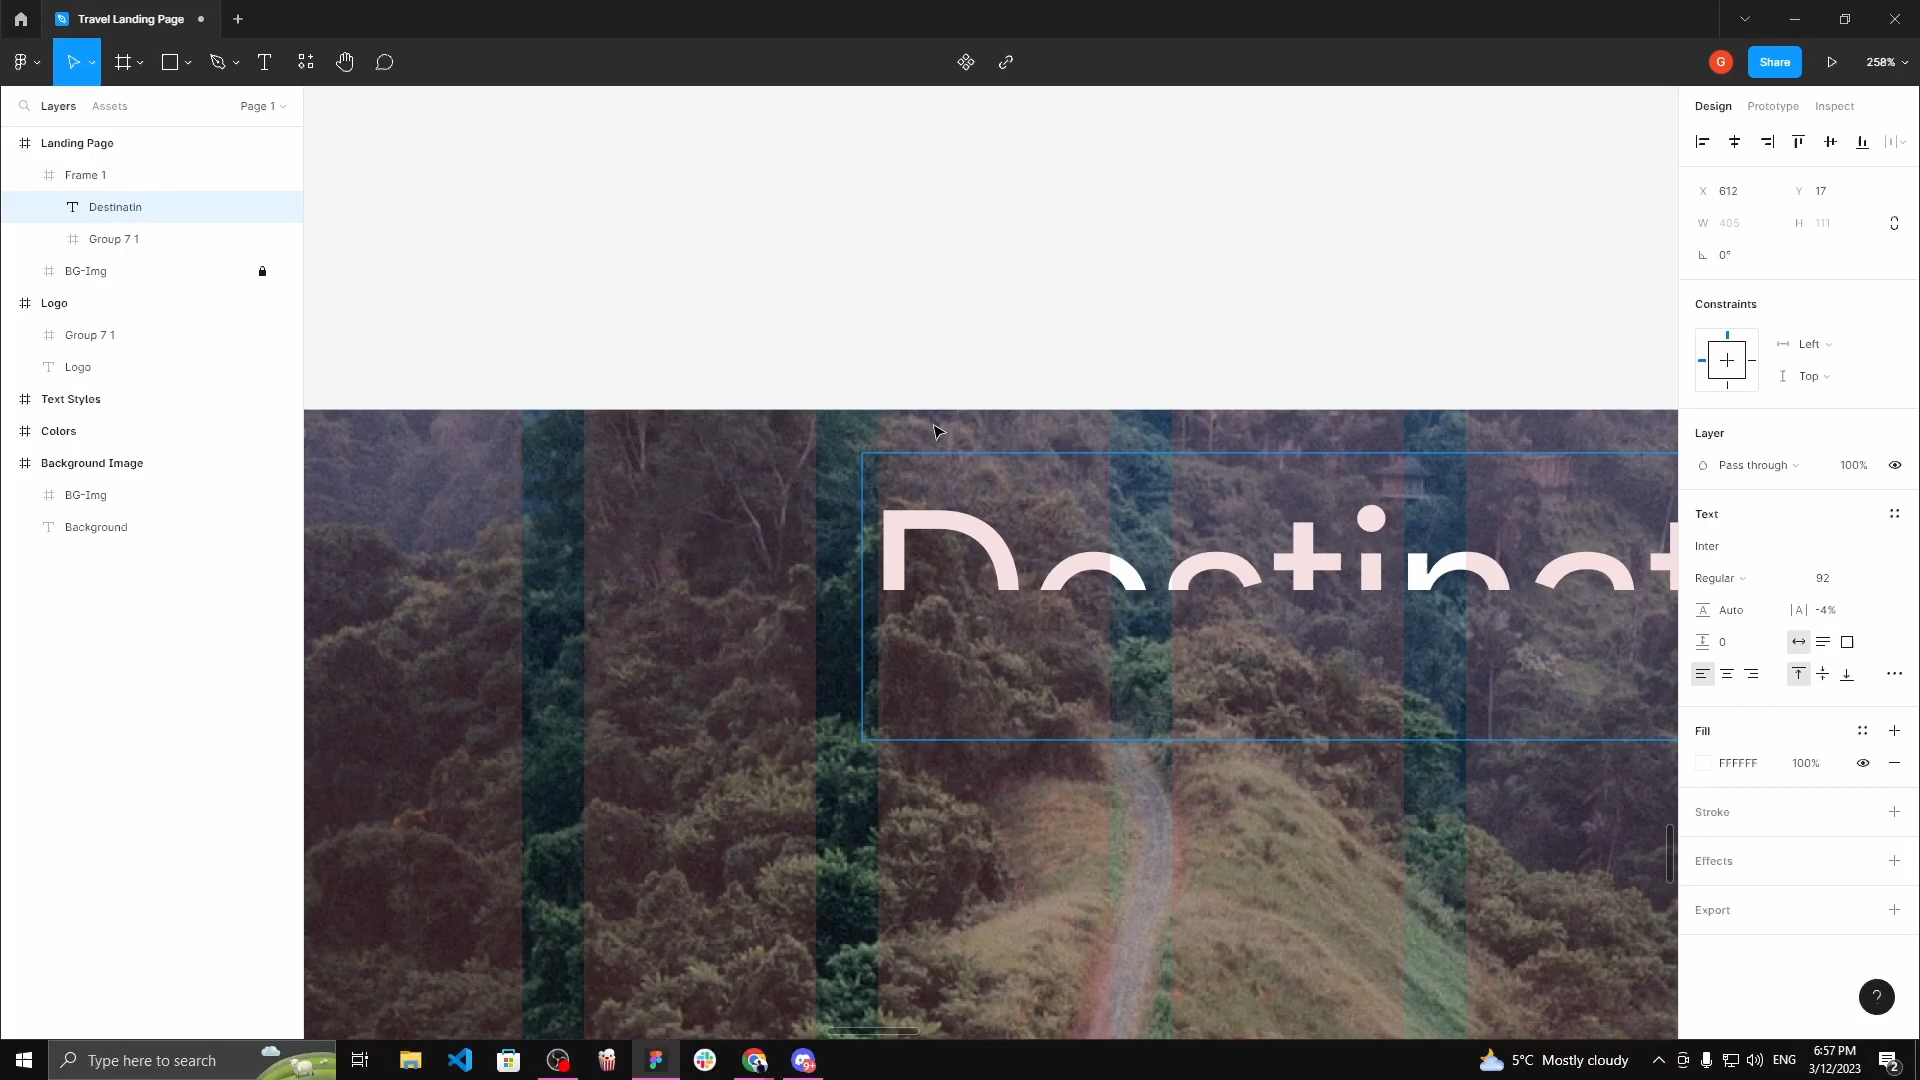 Travel Landing Page
G
Share
258%
Layers
Assets
Page 1
Landing Page
Frame 1
Destinatin
Group 7 1
BG-Img
Logo
Group 7 1
Logo
Text Styles
Colors
Background Image
BG-Img
Background
Destinat
Design
Prototype
Inspect
X 612
Y 17
W 405
H 111
0°
Constraints
Left
Top
Layer
Pass through
100%
Text
Inter
Regular
92
Auto
|A| -4%
0
Fill
FFFFFF
100%
Stroke
Effects
Export
?
Type here to search
9+
5°C Mostly cloudy
ENG
6:57 PM
3/12/2023
2